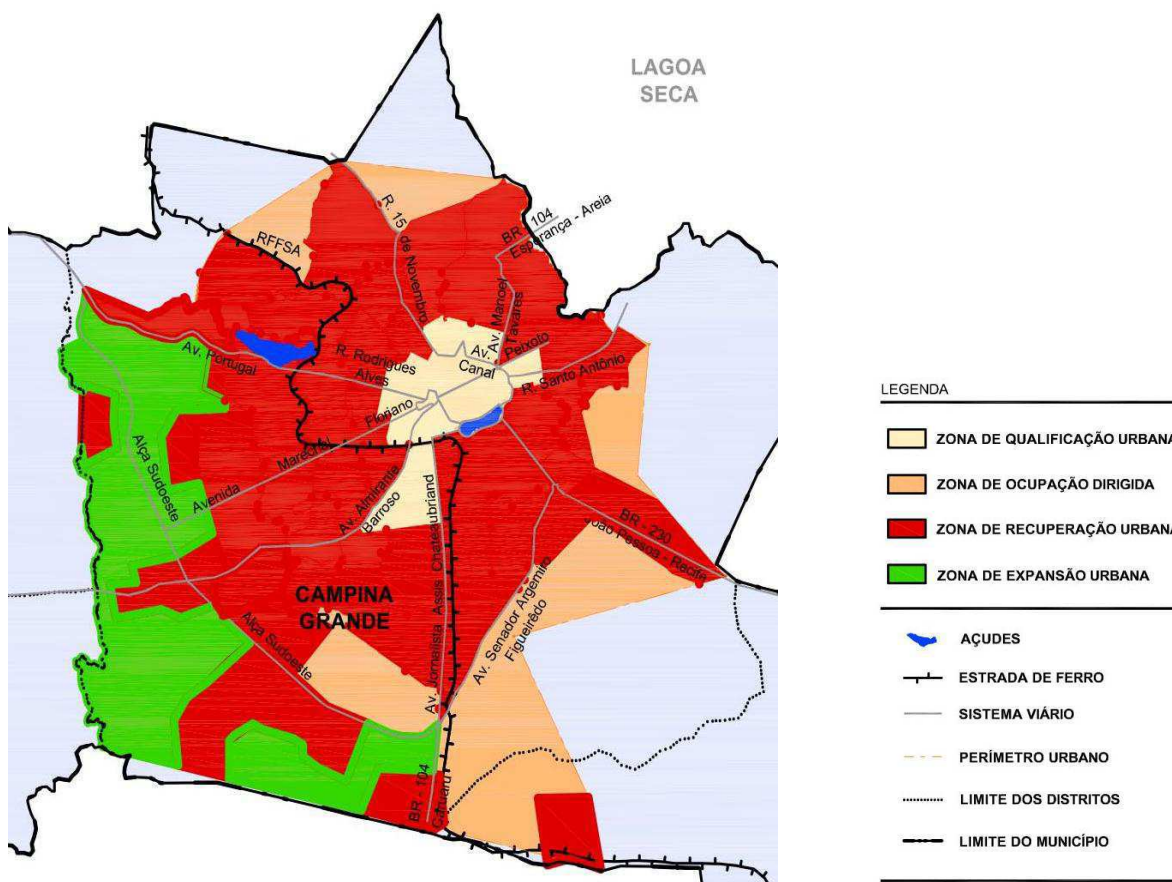 LAGOA
SECA
BR - 104
Esperança - Areia
R. 15
de Novembro
RFFSA
Av. Manoel
Tavares
Av.
Canal
Peixoto
R. Santo Antônio
R. Rodrigues
Alves
Av. Portugal
Floriano
Marechal
Avenida
Alça Sudoeste
Av. Almirante
Barroso
Av. Jornalista Assis Chateaubriand
BR - 230
João Pessoa - Recife
CAMPINA
GRANDE
Av. Senador Argemiro
Figueirêdo
Alça Sudoeste
BR - 104
Caruaru
LEGENDA
ZONA DE QUALIFICAÇÃO URBANA
ZONA DE OCUPAÇÃO DIRIGIDA
ZONA DE RECUPERAÇÃO URBANA
ZONA DE EXPANSÃO URBANA
AÇUDES
ESTRADA DE FERRO
SISTEMA VIÁRIO
PERÍMETRO URBANO
LIMITE DOS DISTRITOS
LIMITE DO MUNICÍPIO